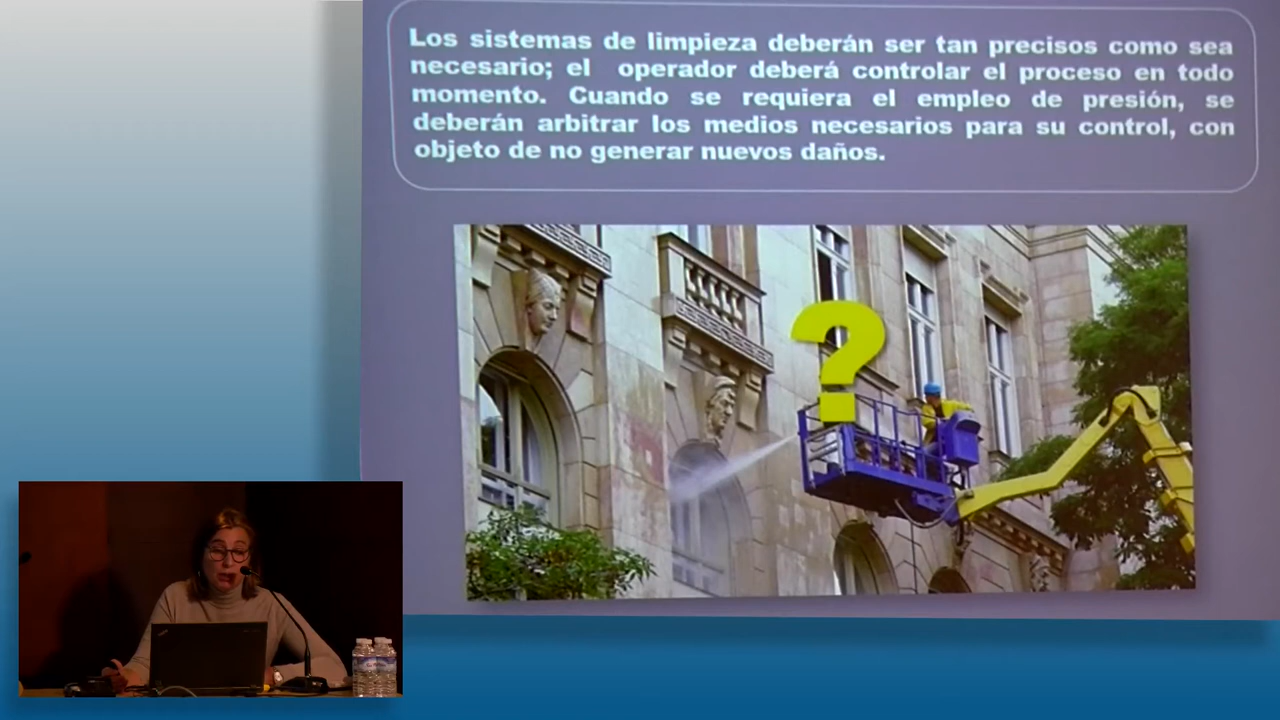 Los sistemas de limpieza deberán ser tan precisos como sea
necesario; el operador deberá controlar el proceso en todo
momento. Cuando se requiera el empleo de presión, se
deberán arbitrar los medios necesarios para su control, con
objeto de no generar nuevos daños.
?